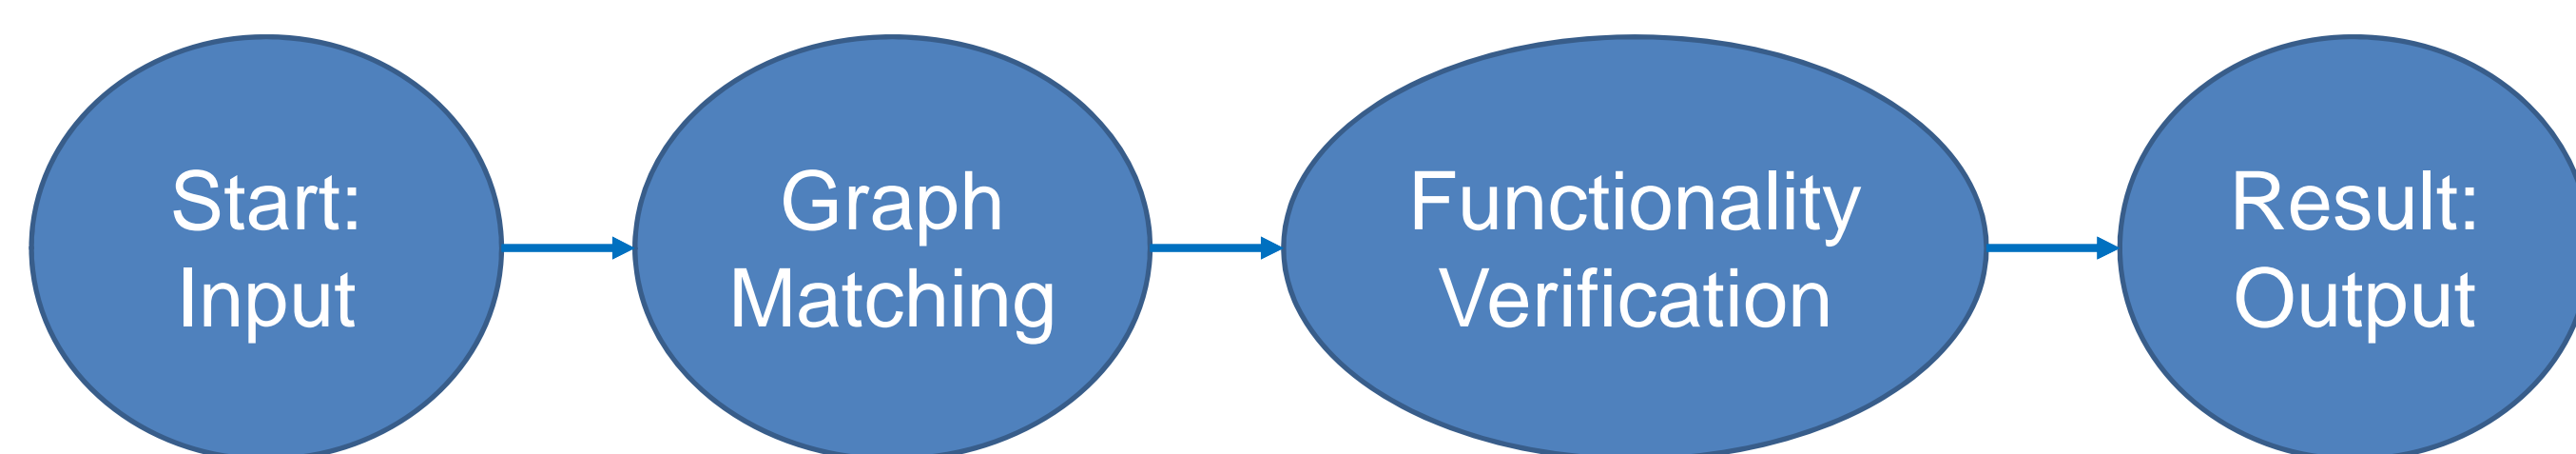 Start:
Input
Graph
Matching
Functionality
Verification
Result:
Output